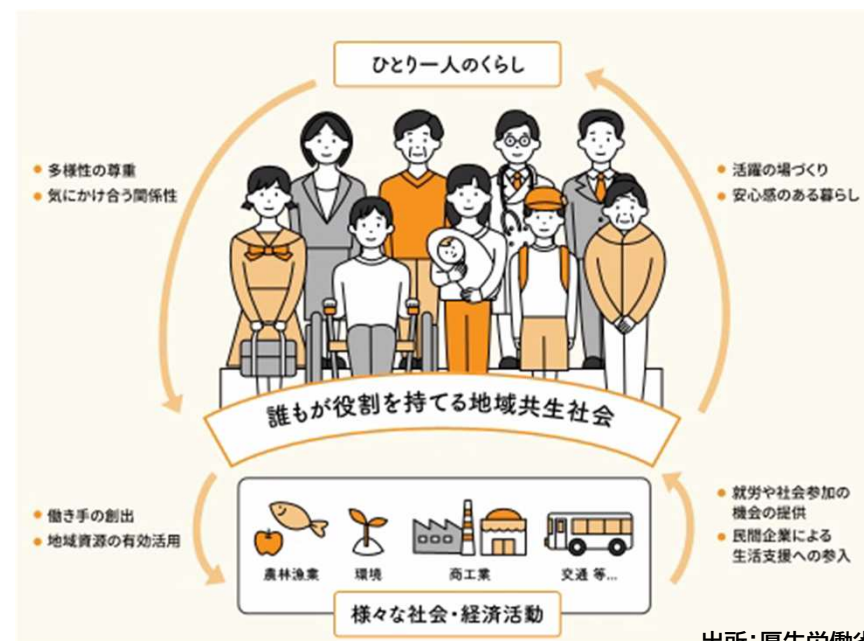 ひとり一人のくらし
● 多様性の尊重
● 気にかけ合う関係性
● 活躍の場づくり
● 安心感のある暮らし
誰もが役割を持てる地域共生社会
● 働き手の創出
● 地域資源の有効活用
● 就労や社会参加の
機会の提供
● 民間企業による
生活支援への参入
農林漁業 環境 商工業 交通 等...
様々な社会・経済活動
出所：厚生労働